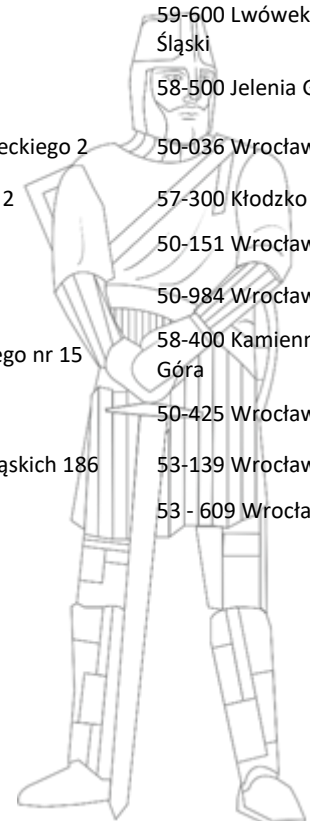 59-600 Lwówek
Śląski
58-500 Jelenia G
eckiego 2 50-036 Wrocław
2 57-300 Kłodzko
50-151 Wrocław
50-984 Wrocław
ego nr 15 58-400 Kamienn
Góra
50-425 Wrocław
ąskich 186 53-139 Wrocław
53 - 609 Wrocła